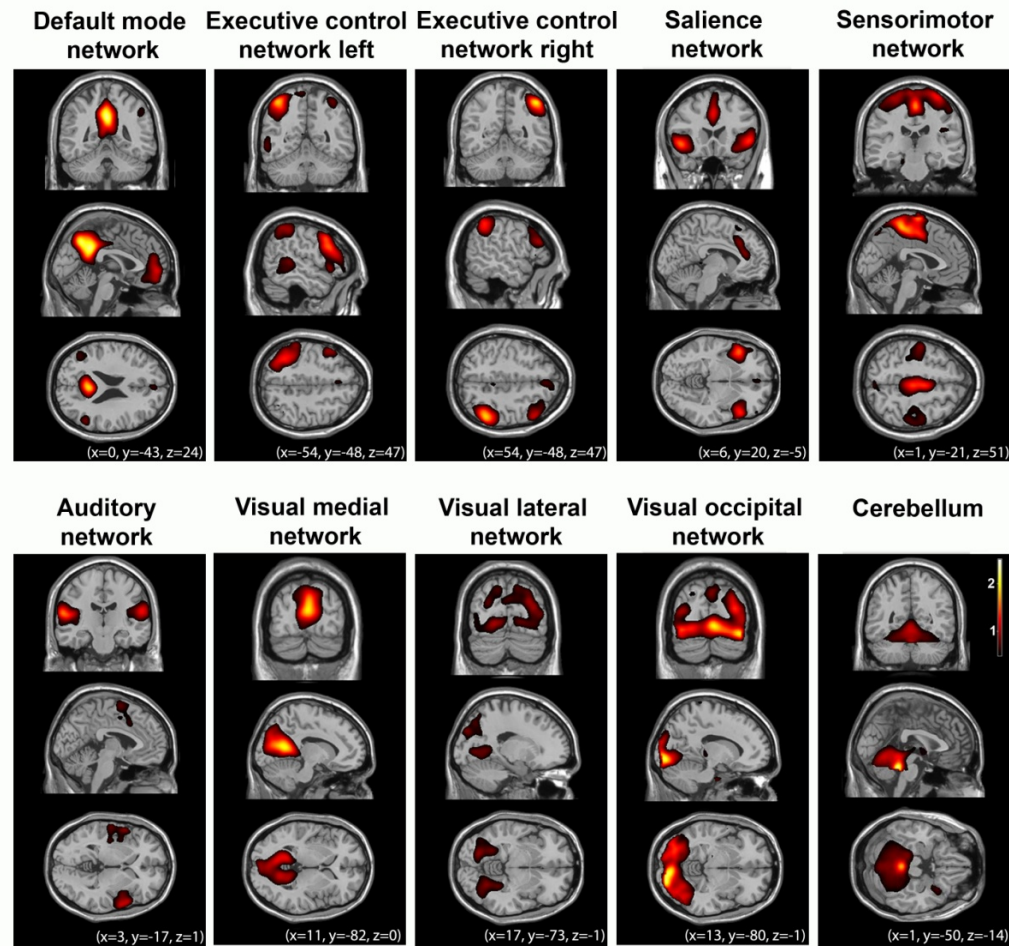 Default mode
network
Executive control
network left
Executive control
network right
Salience
network
Sensorimotor
network
(x=0, y=-43, z=24)
(x=-54, y=-48, z=47)
(x=54, y=-48, z=47)
(x=6, y=20, z=-5)
(x=1, y=-21, z=51)
Auditory
network
Visual medial
network
Visual lateral
network
Visual occipital
network
Cerebellum
2
1
(x=3, y=-17, z=1)
(x=11, y=-82, z=0)
(x=17, y=-73, z=-1)
(x=13, y=-80, z=-1)
(x=1, y=-50, z=-14)